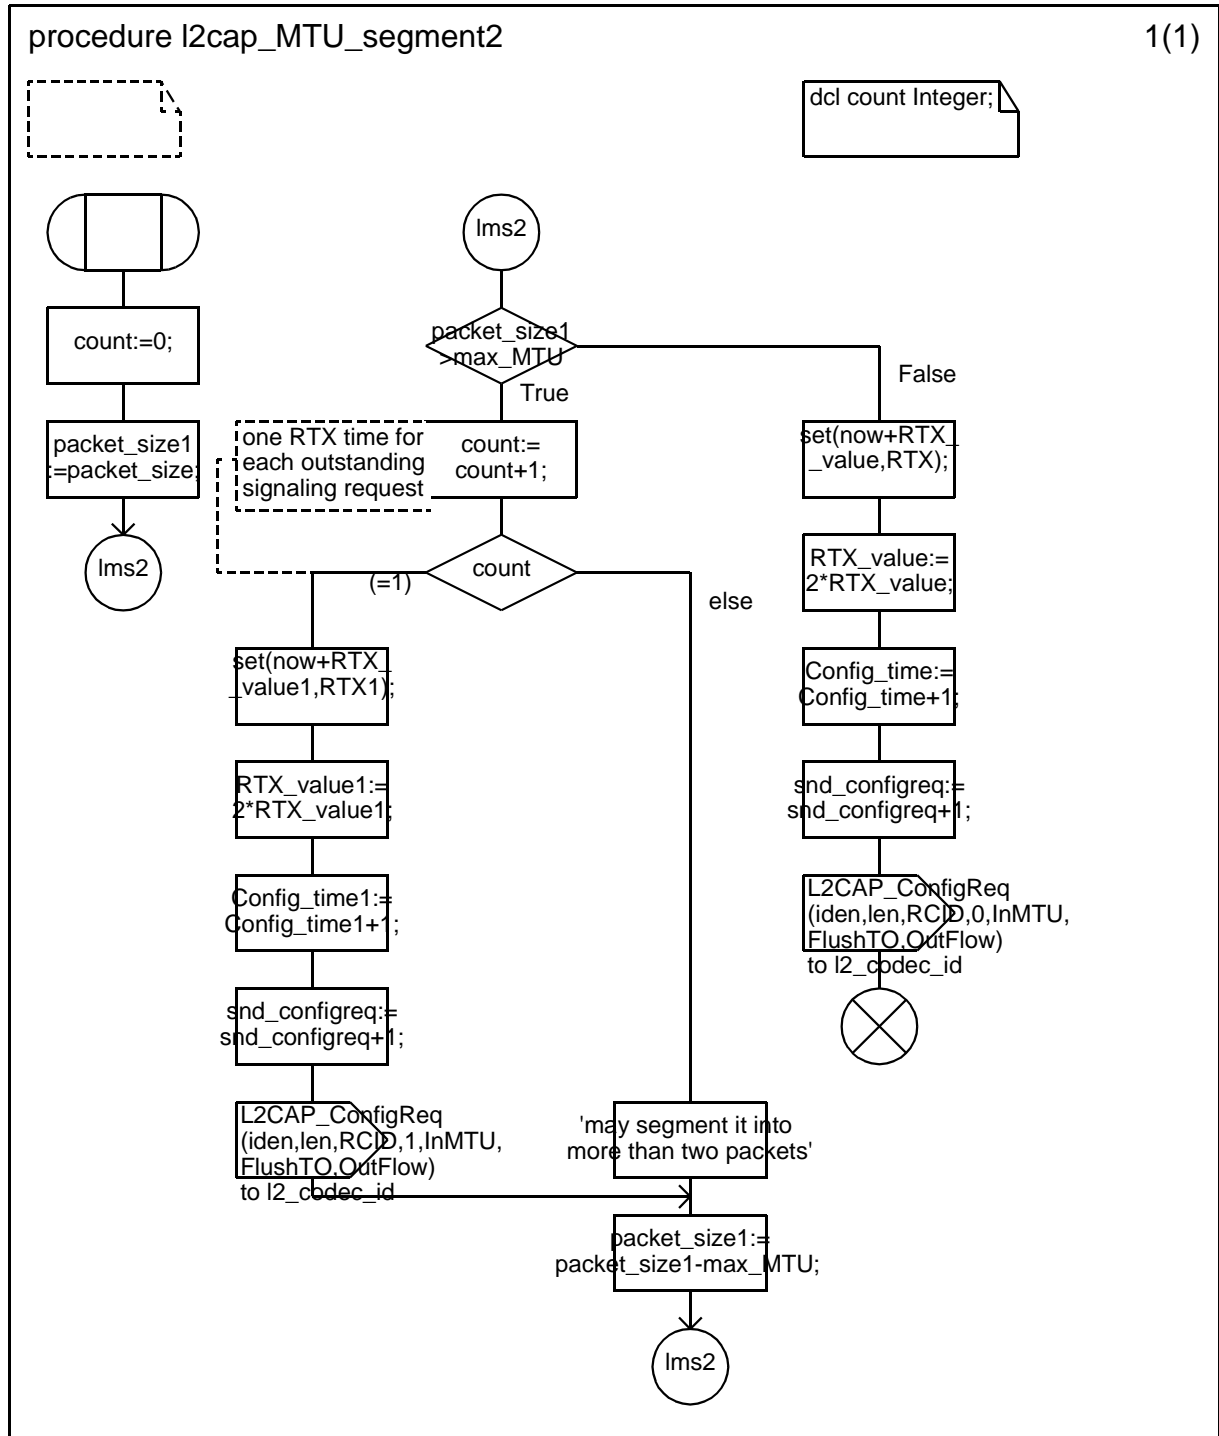 procedure l2cap_MTU_segment2
1(1)
dcl count Integer;
count:=0;
packet_size1
:=packet_size;
lms2
lms2
packet_size1
>max_MTU
True
False
one RTX time for
each outstanding
signaling request
count:=
count+1;
count
(=1)
else
set(now+RTX_
_value1,RTX1);
RTX_value1:=
2*RTX_value1;
Config_time1:=
Config_time1+1;
snd_configreq:=
snd_configreq+1;
L2CAP_ConfigReq
(iden,len,RCID,1,InMTU,
FlushTO,OutFlow)
to l2_codec_id
'may segment it into
more than two packets'
packet_size1:=
packet_size1-max_MTU;
lms2
set(now+RTX_
_value,RTX);
RTX_value:=
2*RTX_value;
Config_time:=
Config_time+1;
snd_configreq:=
snd_configreq+1;
L2CAP_ConfigReq
(iden,len,RCID,0,InMTU,
FlushTO,OutFlow)
to l2_codec_id